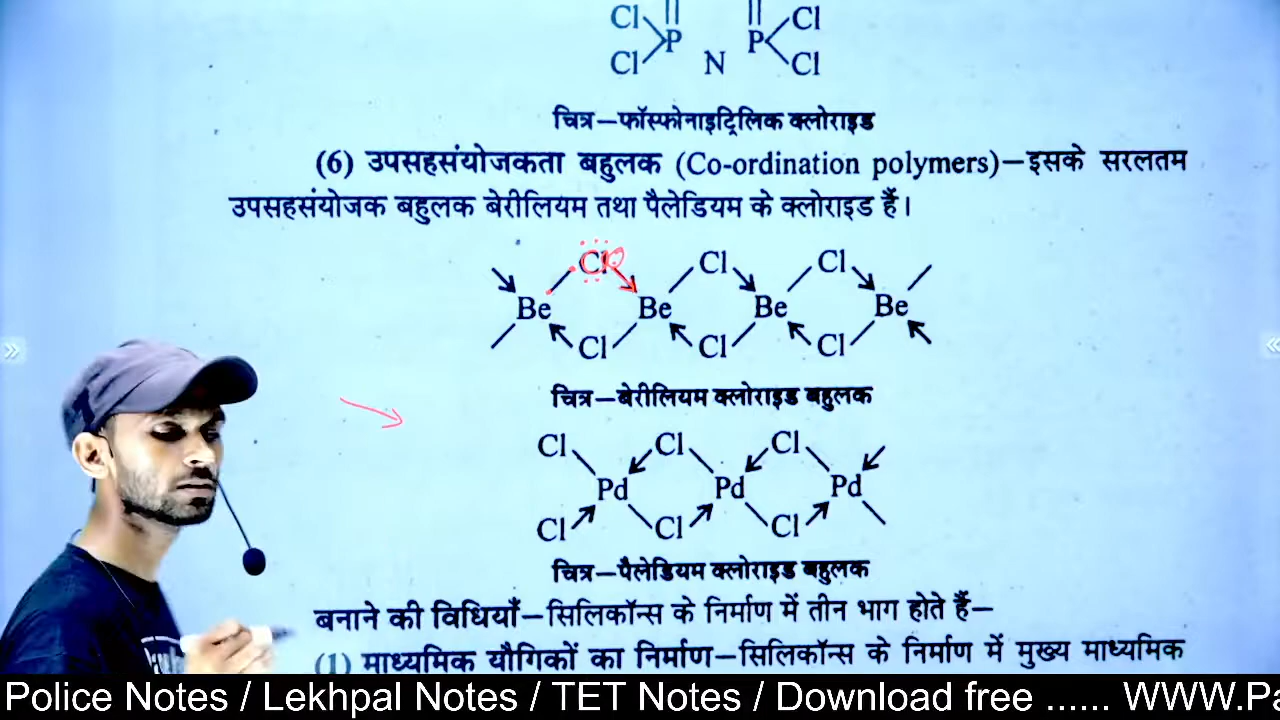 Cl Cl
P P
Cl N Cl
चित्र—फॉस्फोनाइट्रिलिक क्लोराइड
(6) उपसहसंयोजकता बहुलक (Co-ordination polymers)—इसके सरलतम
उपसहसंयोजक बहुलक बेरीलियम तथा पैलेडियम के क्लोराइड हैं।
Cl Cl Cl
Be Be Be Be
Cl Cl Cl
चित्र—बेरीलियम क्लोराइड बहुलक
Cl Cl Cl
Pd Pd Pd
Cl Cl Cl
चित्र—पैलेडियम क्लोराइड बहुलक
बनाने की विधियाँ—सिलिकॉन्स के निर्माण में तीन भाग होते हैं—
(1) माध्यमिक यौगिकों का निर्माण—सिलिकॉन्स के निर्माण में मुख्य माध्यमिक
Police Notes / Lekhpal Notes / TET Notes / Download free ...... WWW.Pa